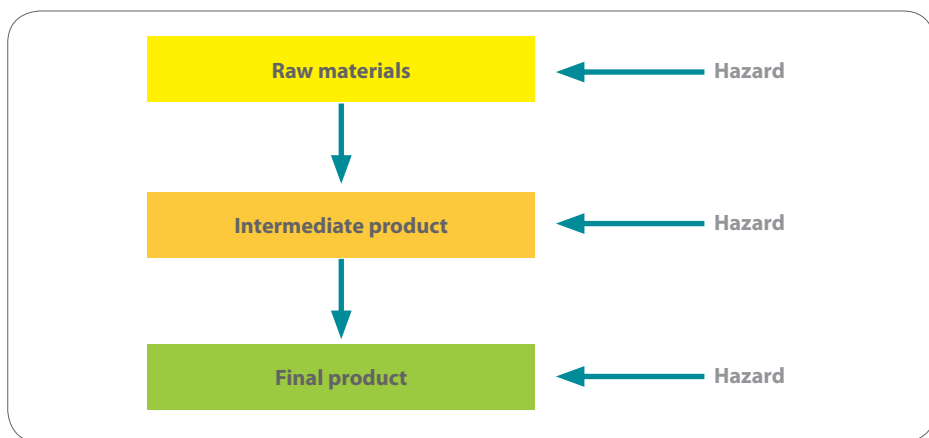 Raw materials
Hazard
Intermediate product
Hazard
Final product
Hazard